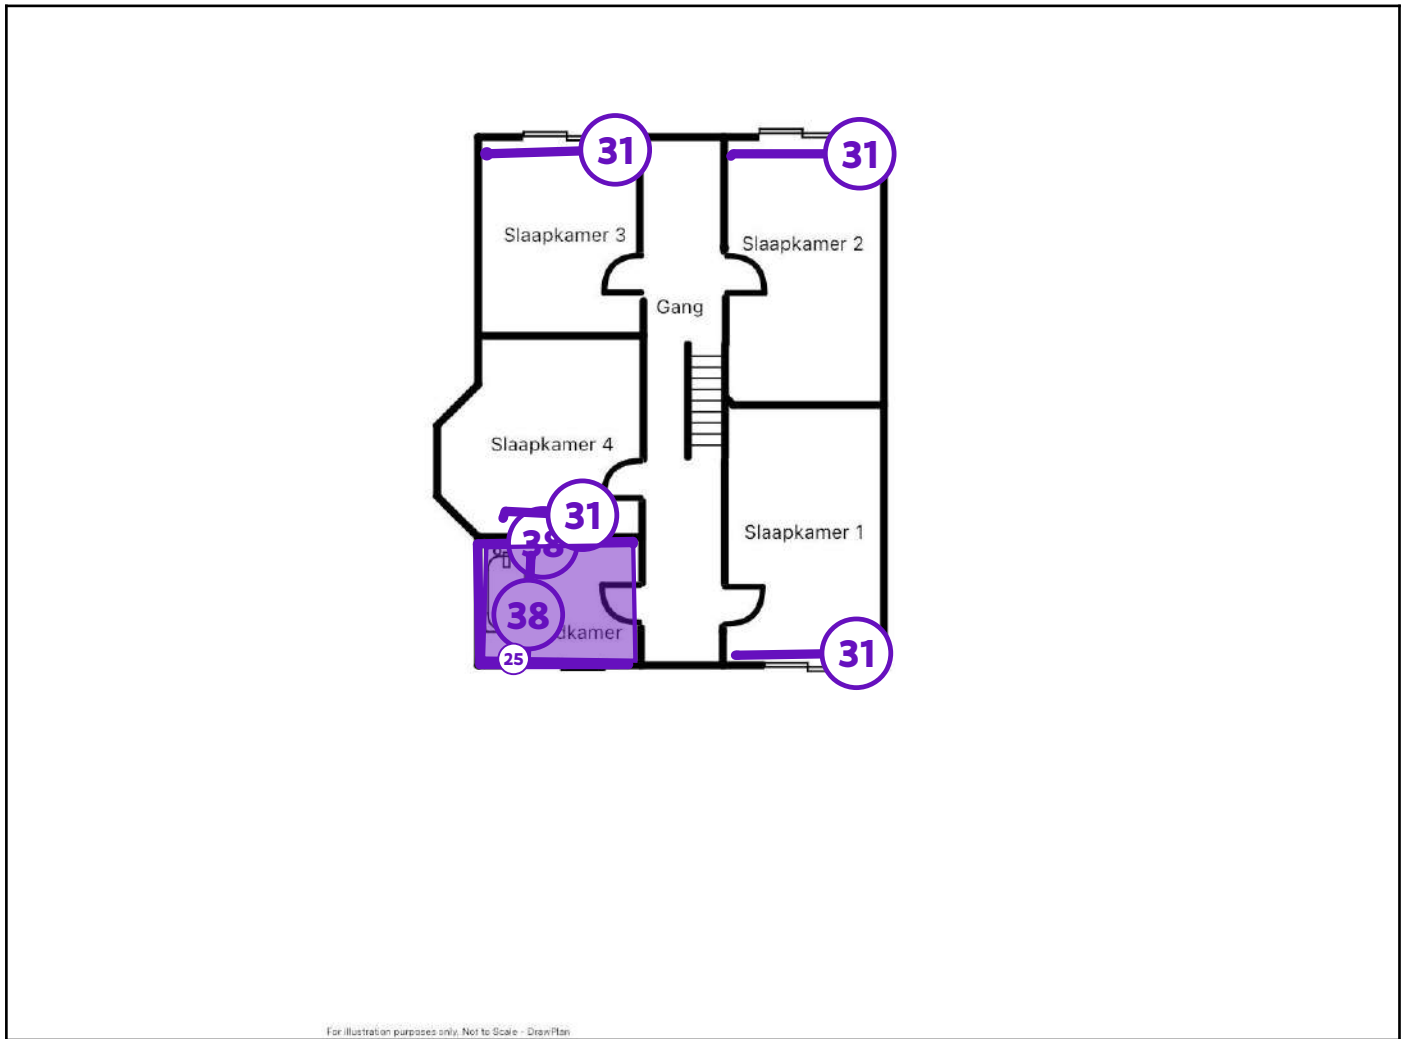 31
31
Slaapkamer 3
Slaapkamer 2
Gang
Slaapkamer 4
31
38
Slaapkamer 1
38
dkamer
31
25
For illustration purposes only, Not to Scale - DrawPlan